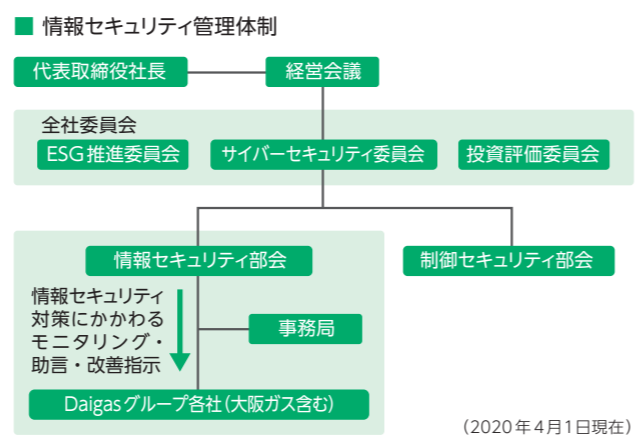 ■ 情報セキュリティ管理体制
代表取締役社長
経営会議
全社委員会
ESG推進委員会
サイバーセキュリティ委員会
投資評価委員会
情報セキュリティ部会
制御セキュリティ部会
情報セキュリティ
対策にかかわる
モニタリング・
助言・改善指示
事務局
Daigasグループ各社(大阪ガス含む)
(2020年4月1日現在)